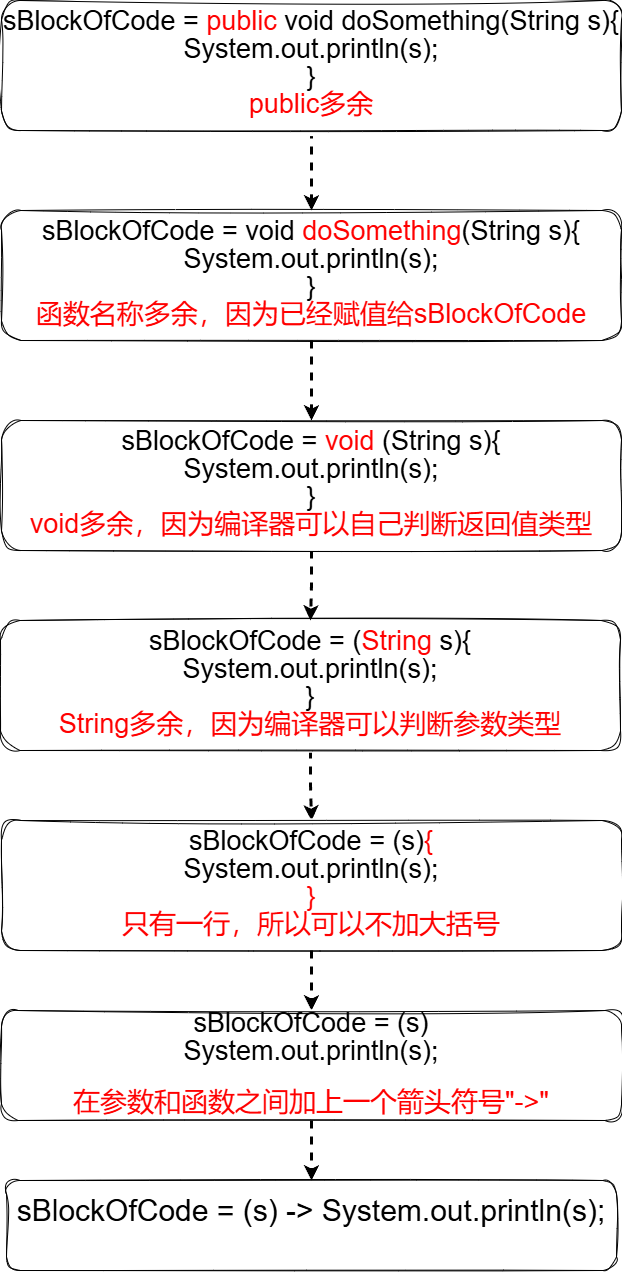 sBlockOfCode = public void doSomething(String s){
System.out.println(s);
}
public多余
sBlockOfCode = void doSomething(String s){
System.out.println(s);
}
函数名称多余，因为已经赋值给sBlockOfCode
sBlockOfCode = void (String s){
System.out.println(s);
}
void多余，因为编译器可以自己判断返回值类型
sBlockOfCode = (String s){
System.out.println(s);
}
String多余，因为编译器可以判断参数类型
sBlockOfCode = (s){
System.out.println(s);
}
只有一行，所以可以不加大括号
sBlockOfCode = (s)
System.out.println(s);
在参数和函数之间加上一个箭头符号"->"
sBlockOfCode = (s) -> System.out.println(s);